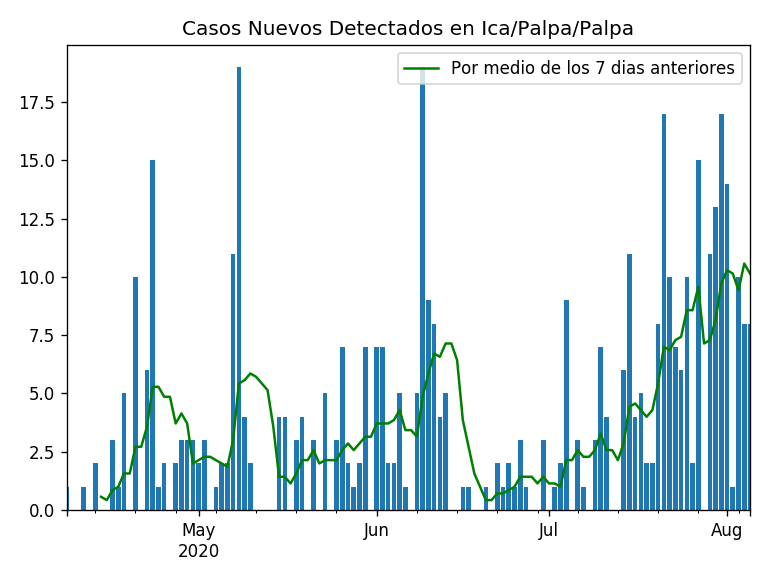 Casos Nuevos Detectados en Ica/Palpa/Palpa
Por medio de los 7 dias anteriores
17.5
15.0
12.5
10.0
7.5
5.0
2.5
0.0
May
2020
Jun
Jul
Aug